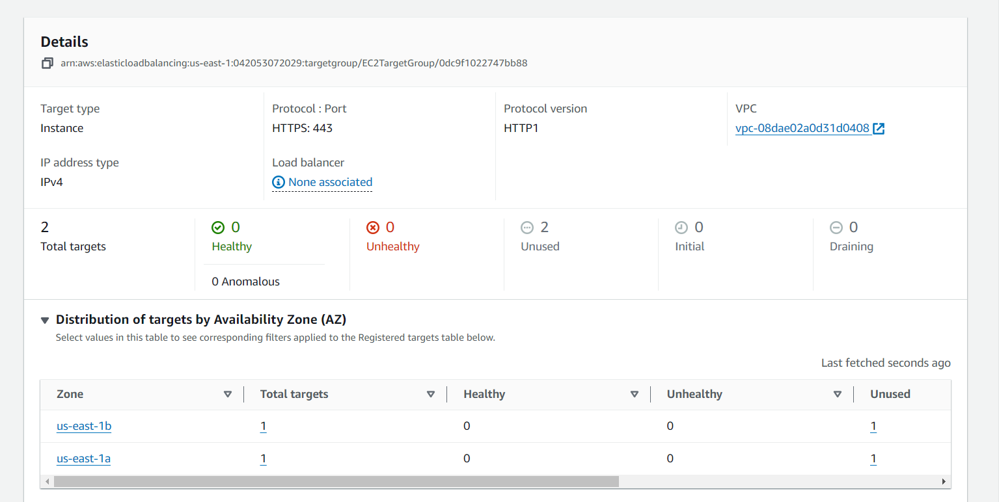 Details
arn:aws:elasticloadbalancing:us-east-1:042053072029:targetgroup/EC2TargetGroup/0dc9f1022747bb88
Target type
Instance
Protocol : Port
HTTPS: 443
Protocol version
HTTP1
VPC
vpc-08dae02a0d31d0408
IP address type
IPv4
Load balancer
None associated
2
Total targets
0
Healthy
0 Anomalous
0
Unhealthy
2
Unused
0
Initial
0
Draining
Distribution of targets by Availability Zone (AZ)
Select values in this table to see corresponding filters applied to the Registered targets table below.
Last fetched seconds ago
Zone Total targets Healthy Unhealthy Unused
us-east-1b 1 0 0 1
us-east-1a 1 0 0 1